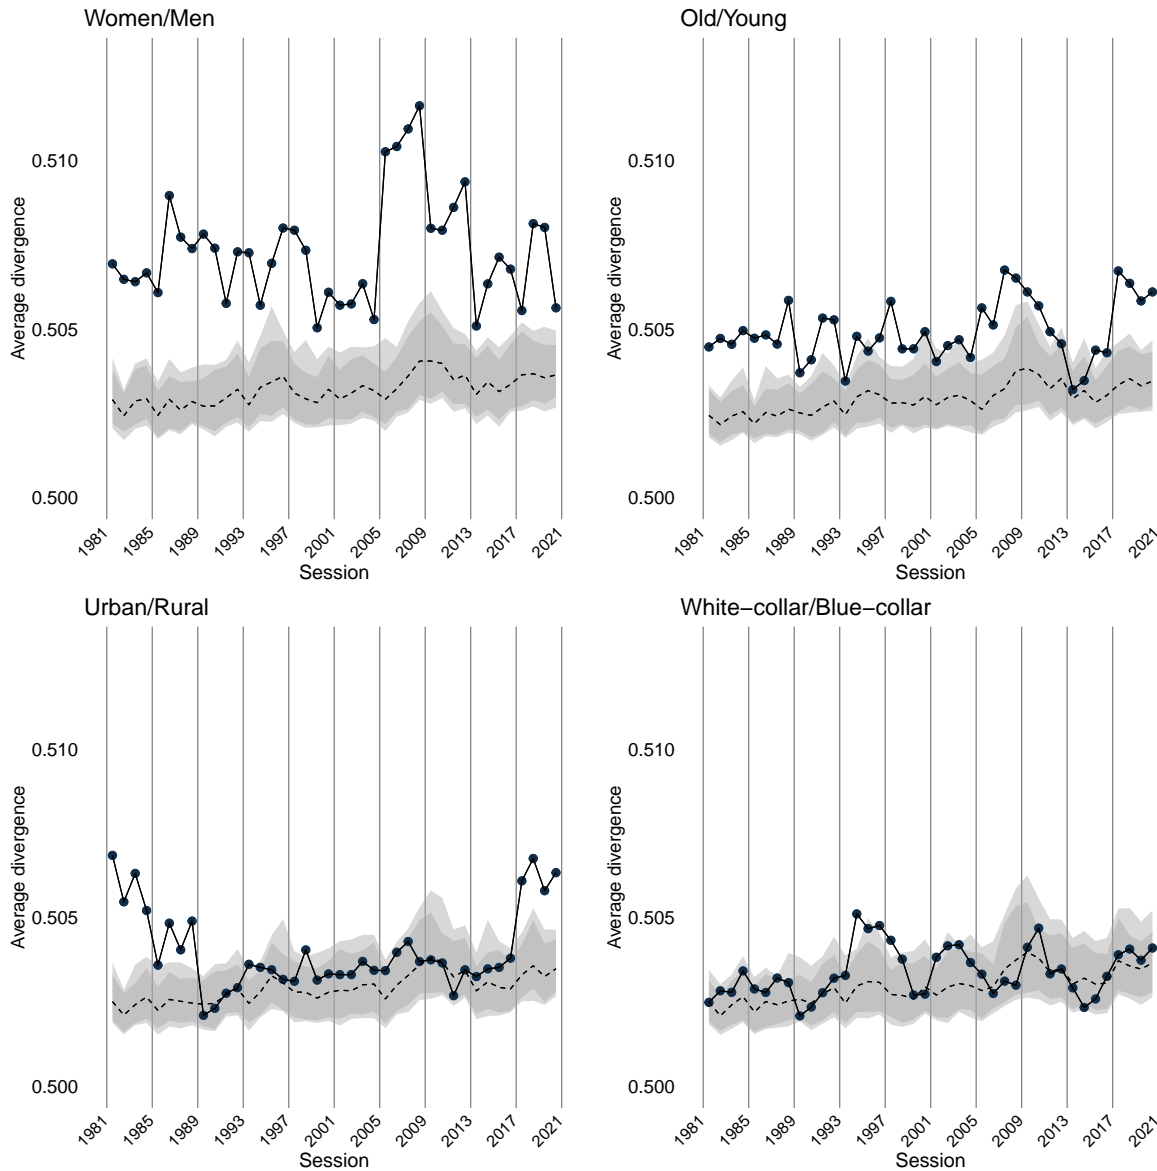 Women/Men
Average divergence
0.510
0.505
0.500
1981 1985 1989 1993 1997 2001 2005 2009 2013 2017 2021
Session
Old/Young
Average divergence
0.510
0.505
0.500
1981 1985 1989 1993 1997 2001 2005 2009 2013 2017 2021
Session
Urban/Rural
Average divergence
0.510
0.505
0.500
1981 1985 1989 1993 1997 2001 2005 2009 2013 2017 2021
Session
White−collar/Blue−collar
Average divergence
0.510
0.505
0.500
1981 1985 1989 1993 1997 2001 2005 2009 2013 2017 2021
Session